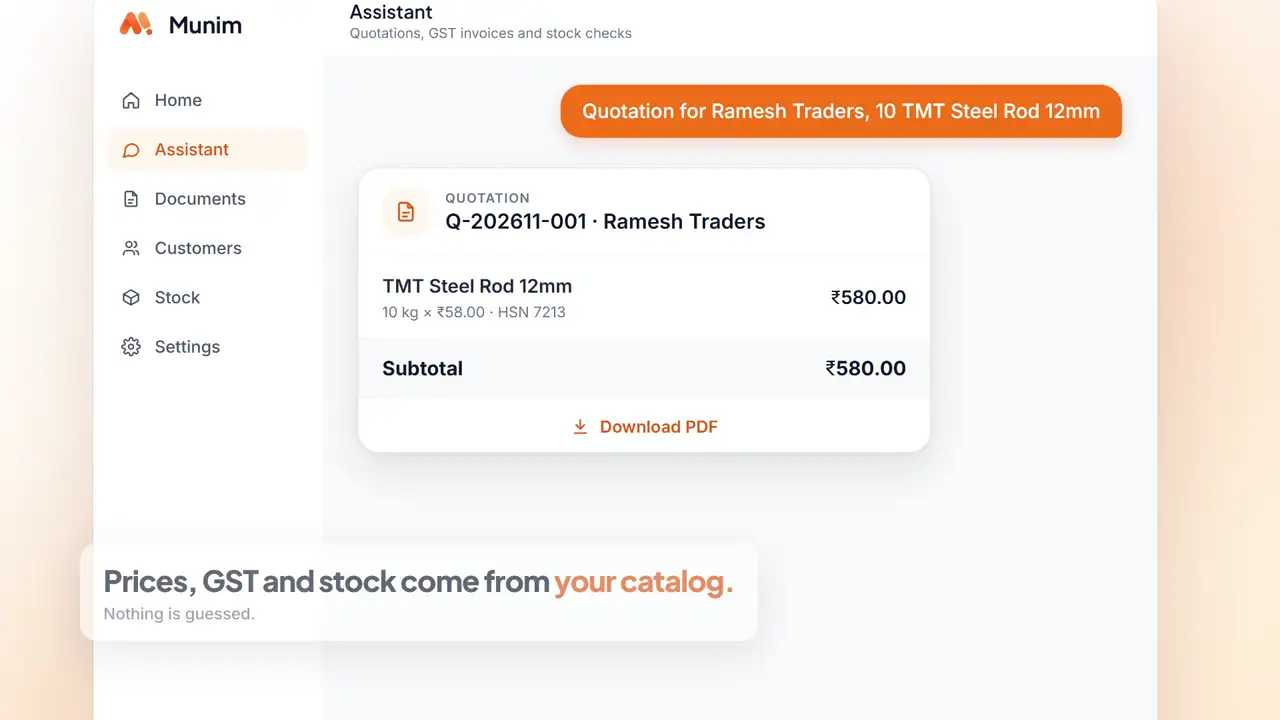 Munim
Assistant
Quotations, GST invoices and stock checks
Home
Assistant
Documents
Customers
Stock
Settings
Quotation for Ramesh Traders, 10 TMT Steel Rod 12mm
QUOTATION
Q-202611-001 · Ramesh Traders
TMT Steel Rod 12mm
10 kg × ₹58.00 · HSN 7213
₹580.00
Subtotal
₹580.00
Download PDF
Prices, GST and stock come from your catalog.
Nothing is guessed.